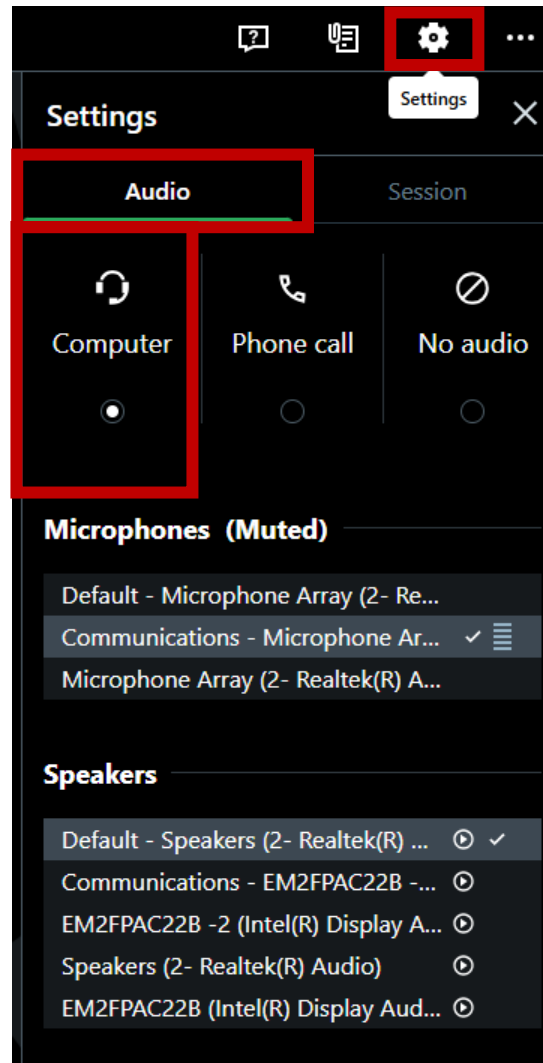 Settings
Settings
Audio Session
Computer Phone call No audio
Microphones (Muted)
Default - Microphone Array (2- Re...
Communications - Microphone Ar...
Microphone Array (2- Realtek(R) A...
Speakers
Default - Speakers (2- Realtek(R) ...
Communications - EM2FPAC22B -...
EM2FPAC22B -2 (Intel(R) Display A...
Speakers (2- Realtek(R) Audio)
EM2FPAC22B (Intel(R) Display Aud...